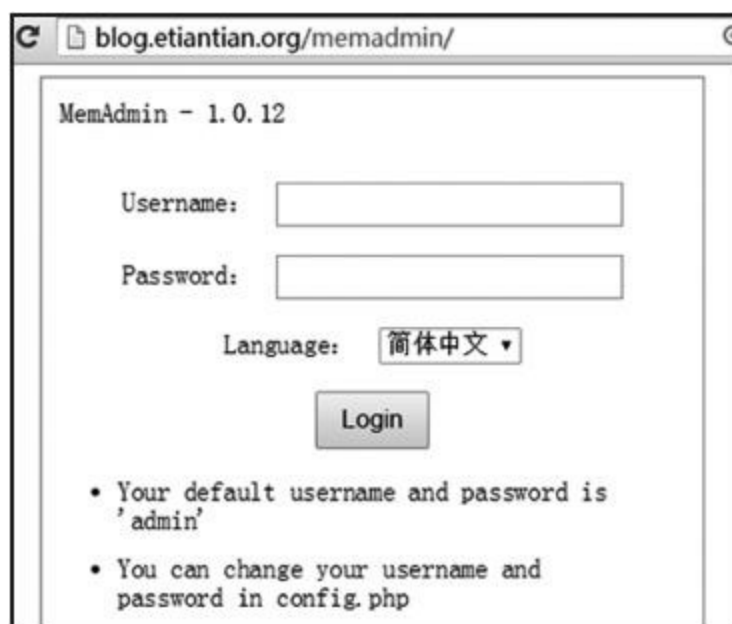 blog.etiantian.org/memadmin/
MemAdmin - 1.0.12
Username:
Password:
Language: 简体中文
Login
• Your default username and password is
'admin'
• You can change your username and
password in config.php